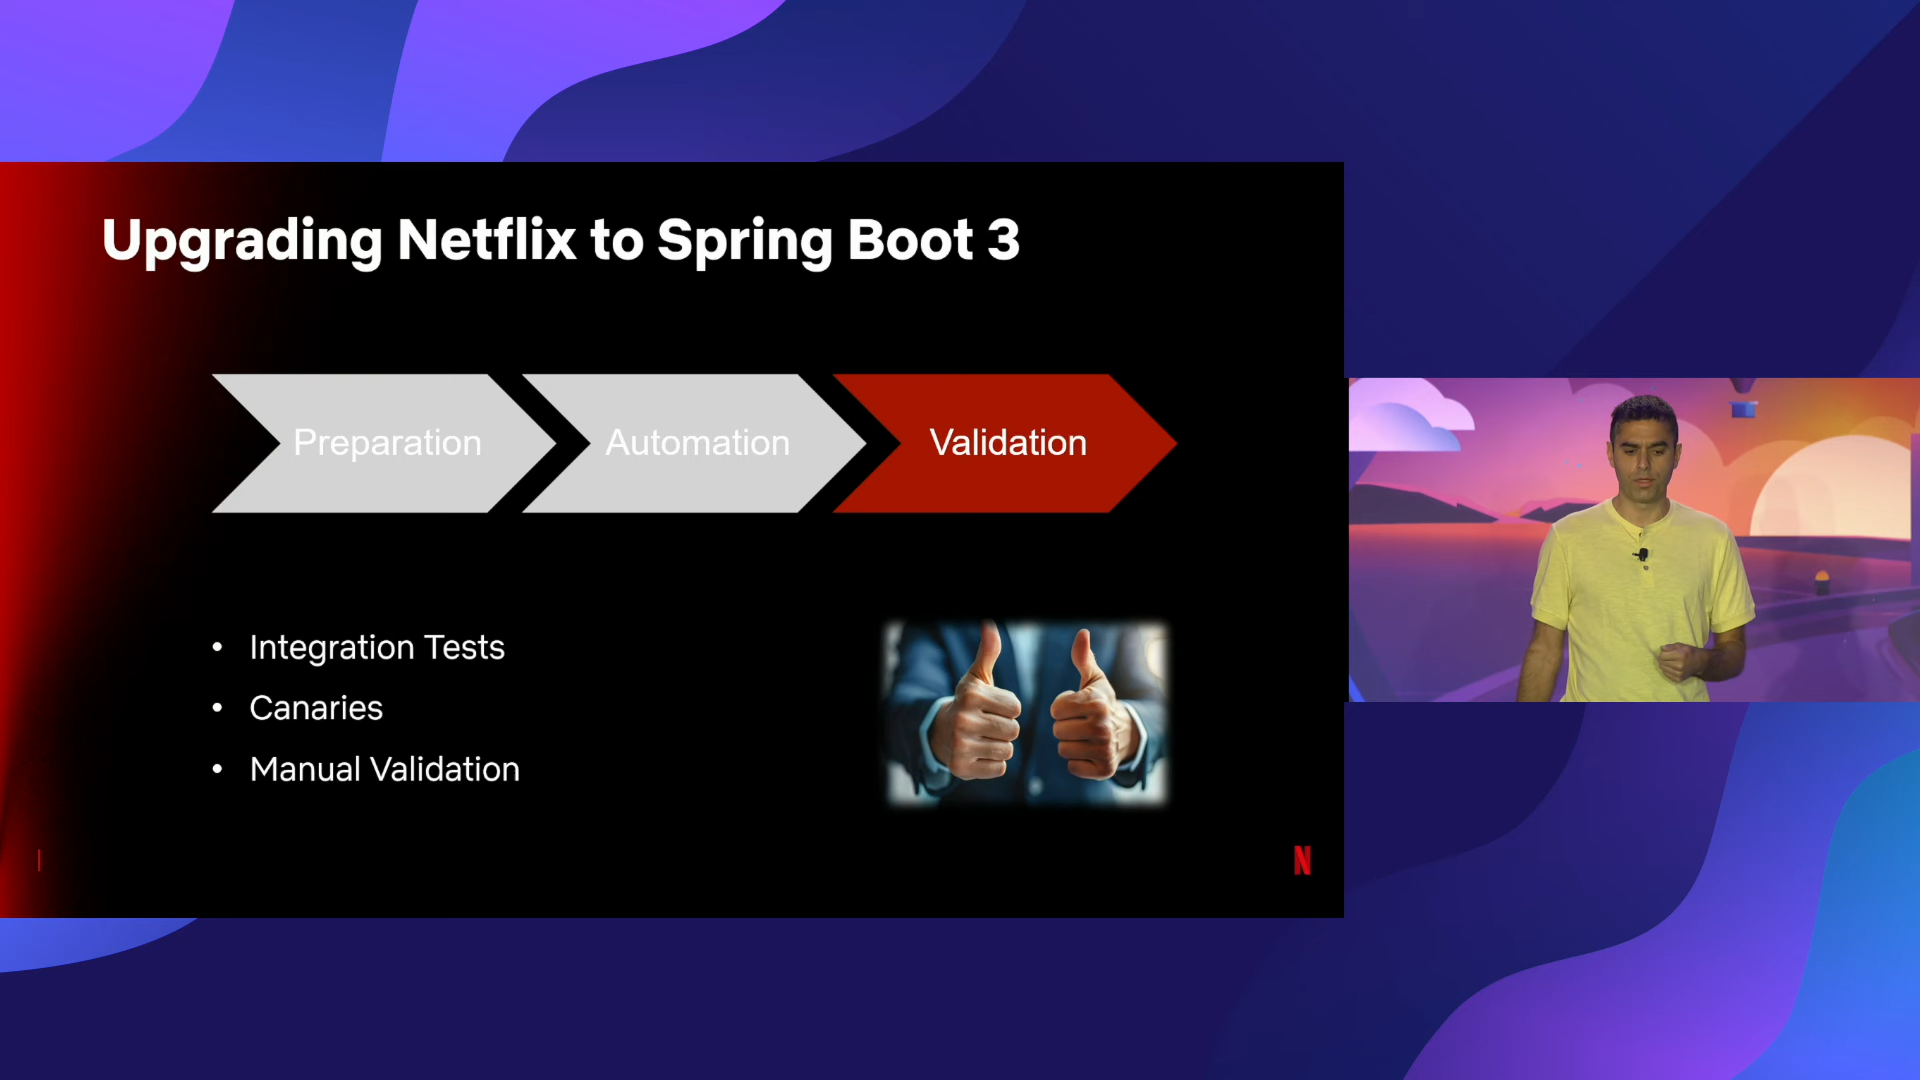 Upgrading Netflix to Spring Boot 3
Preparation
Automation
Validation
• Integration Tests
• Canaries
• Manual Validation
N